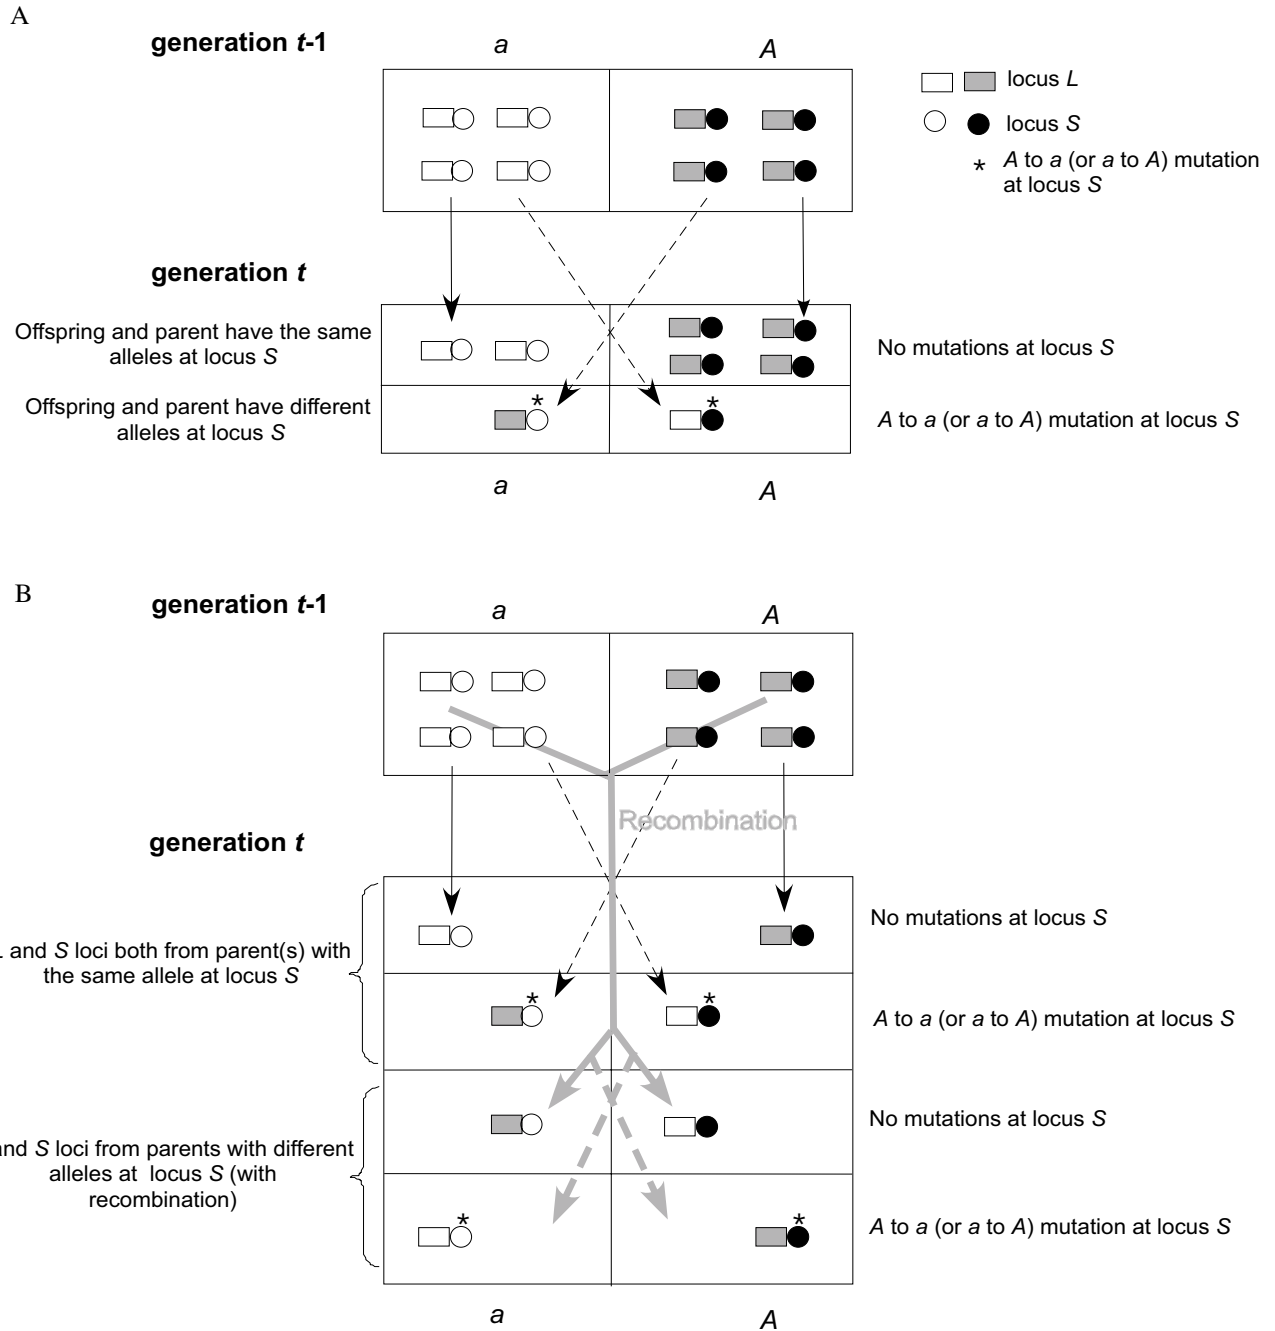 A
generation t-1
a
A
locus L
locus S
* A to a (or a to A) mutation
at locus S
generation t
Offspring and parent have the same
alleles at locus S
No mutations at locus S
Offspring and parent have different
alleles at locus S
*
*
A to a (or a to A) mutation at locus S
a
A
B
generation t-1
a
A
Recombination
generation t
No mutations at locus S
and S loci both from parent(s) with
the same allele at locus S
*
*
A to a (or a to A) mutation at locus S
No mutations at locus S
and S loci from parents with different
alleles at locus S (with
recombination)
*
*
A to a (or a to A) mutation at locus S
a
A